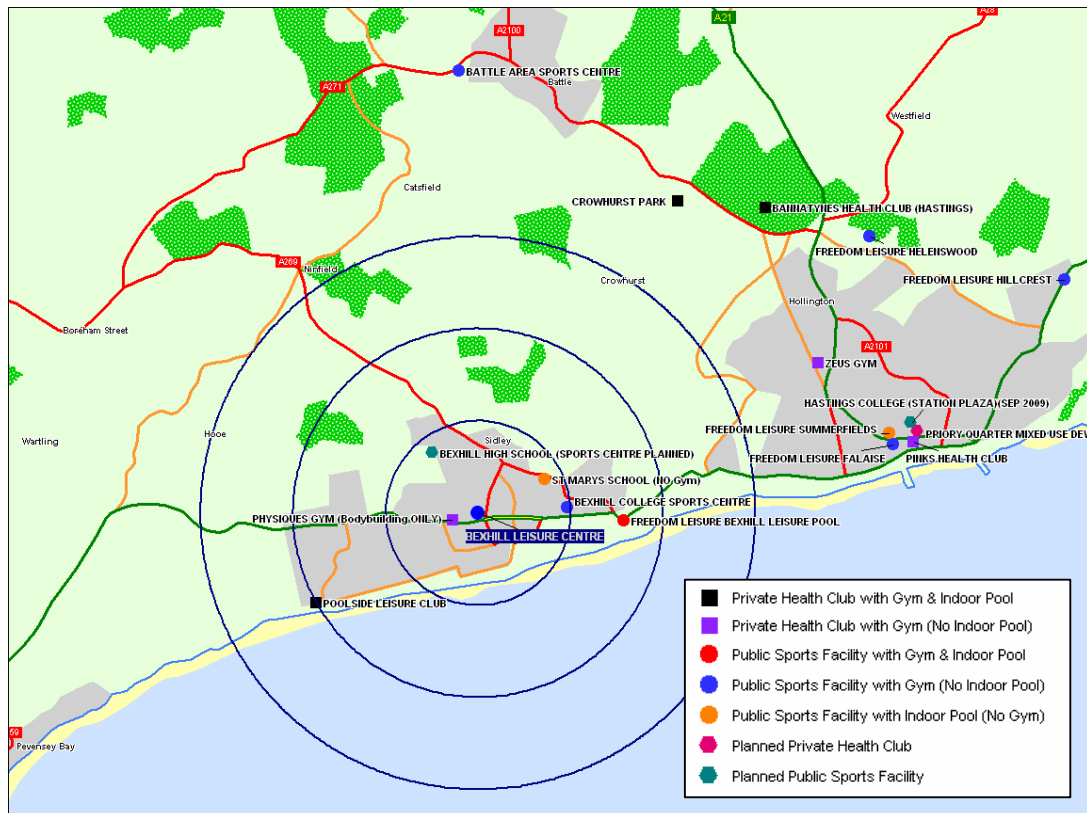 A2100
A21
A28
BATTLE AREA SPORTS CENTRE
Battle
A271
Westfield
Catsfield
CROWHURST PARK
BANNATYNES HEALTH CLUB (HASTINGS)
FREEDOM LEISURE HELENSWOOD
A269
Ninfield
Crowhurst
FREEDOM LEISURE HILLCREST
Hollington
Boreham Street
A2101
ZEUS GYM
HASTINGS COLLEGE (STATION PLAZA)(SEP 2009)
FREEDOM LEISURE SUMMERFIELDS
PRIORY QUARTER MIXED USE DEV
Hooe
Wartling
Sidley
FREEDOM LEISURE FALAISE
PINKS HEALTH CLUB
BEXHILL HIGH SCHOOL (SPORTS CENTRE PLANNED)
ST MARYS SCHOOL (NO Gym)
BEXHILL COLLEGE SPORTS CENTRE
PHYSIQUES GYM (Bodybuilding ONLY)
FREEDOM LEISURE BEXHILL LEISURE POOL
BEXHILL LEISURE CENTRE
POOLSIDE LEISURE CLUB
Private Health Club with Gym & Indoor Pool
Private Health Club with Gym (No Indoor Pool)
Public Sports Facility with Gym & Indoor Pool
Public Sports Facility with Gym (No Indoor Pool)
Public Sports Facility with Indoor Pool (No Gym)
Planned Private Health Club
Planned Public Sports Facility
59
Pevensey Bay